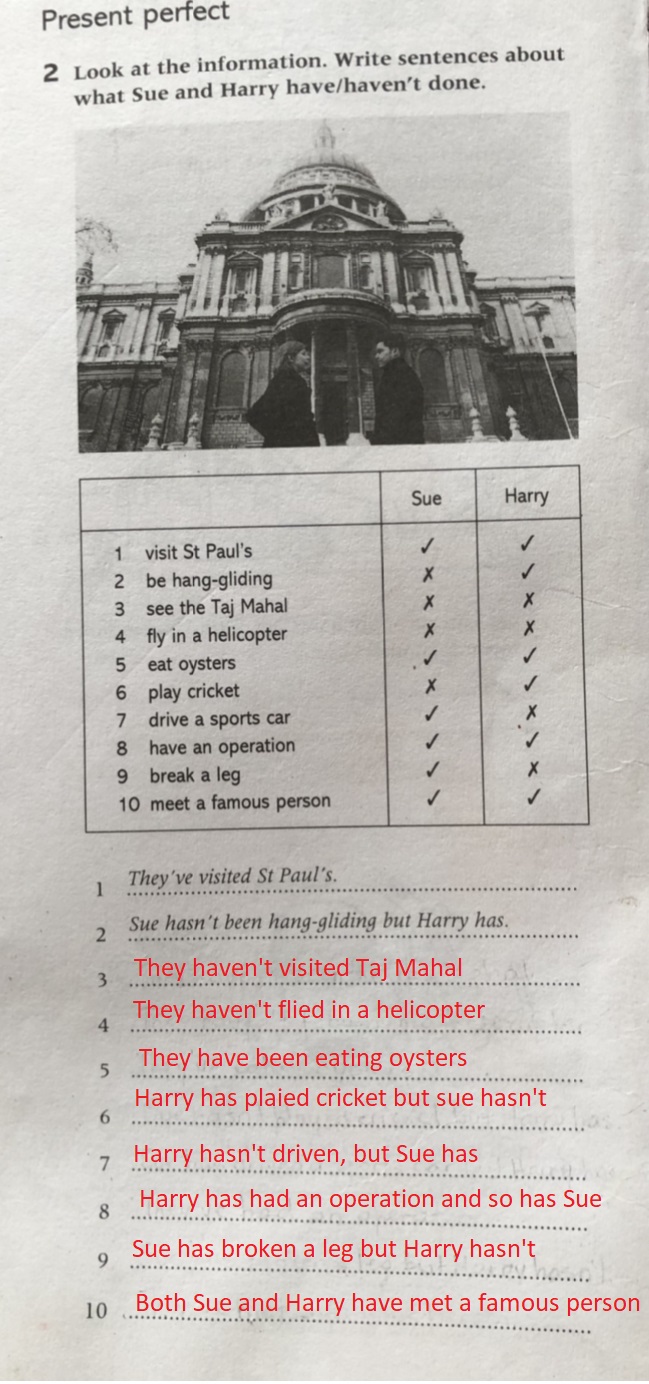 Present perfect
2 Look at the information. Write sentences about
what Sue and Harry have/haven't done.
Sue Harry
1 visit St Paul's ✓ ✓
2 be hang-gliding ✗ ✓
3 see the Taj Mahal ✗ ✗
4 fly in a helicopter ✗ ✗
5 eat oysters ✓ ✓
6 play cricket ✗ ✓
7 drive a sports car ✓ ✗
8 have an operation ✓ ✓
9 break a leg ✓ ✗
10 meet a famous person ✓ ✓
1 They've visited St Paul's.
2 Sue hasn't been hang-gliding but Harry has.
3 They haven't visited Taj Mahal
4 They haven't flied in a helicopter
5 They have been eating oysters
6 Harry has plaied cricket but sue hasn't
7 Harry hasn't driven, but Sue has
8 Harry has had an operation and so has Sue
9 Sue has broken a leg but Harry hasn't
10 Both Sue and Harry have met a famous person